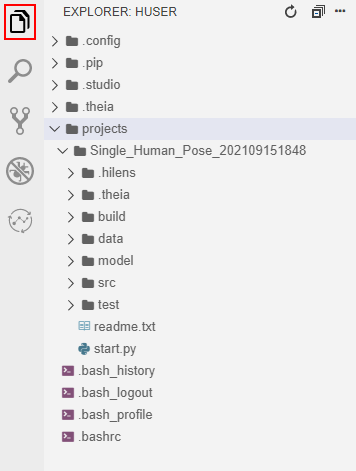 EXPLORER: HUSER
.config
.pip
.studio
.theia
projects
Single_Human_Pose_202109151848
.hilens
.theia
build
data
model
src
test
readme.txt
start.py
.bash_history
.bash_logout
.bash_profile
.bashrc